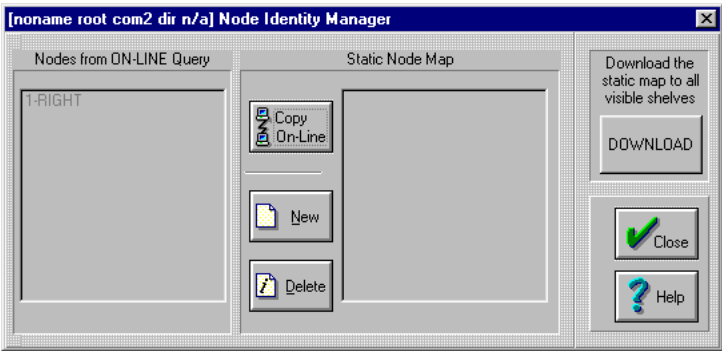 [noname root com2 dir n/a] Node Identity Manager
Nodes from ON-LINE Query
1-RIGHT
Static Node Map
Copy
On-Line
New
Delete
Download the
static map to all
visible shelves
DOWNLOAD
Close
Help